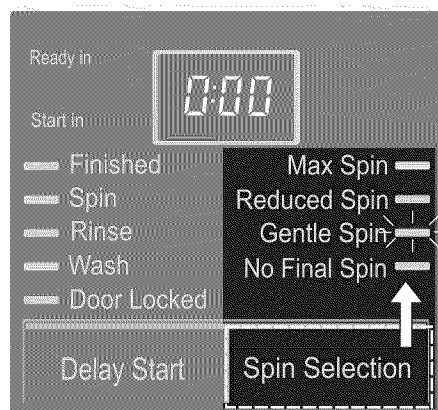 Ready in
0:00
Start in
Finished
Spin
Rinse
Wash
Door Locked
Max Spin
Reduced Spin
Gentle Spin
No Final Spin
Delay Start
Spin Selection